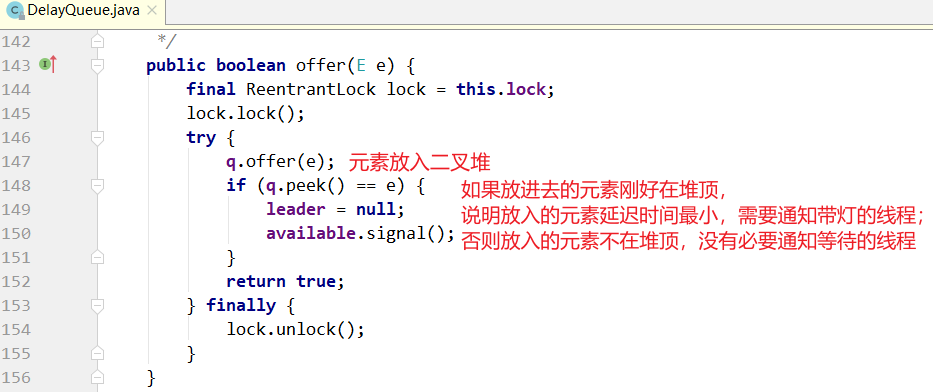 DelayQueue.java
142 */
143 public boolean offer(E e) {
144 final ReentrantLock lock = this.lock;
145 lock.lock();
146 try {
147 q.offer(e); 元素放入二叉堆
148 if (q.peek() == e) { 如果放进去的元素刚好在堆顶，
149 leader = null; 说明放入的元素延迟时间最小，需要通知带灯的线程；
150 available.signal(); 否则放入的元素不在堆顶，没有必要通知等待的线程
151 }
152 return true;
153 } finally {
154 lock.unlock();
155 }
156 }